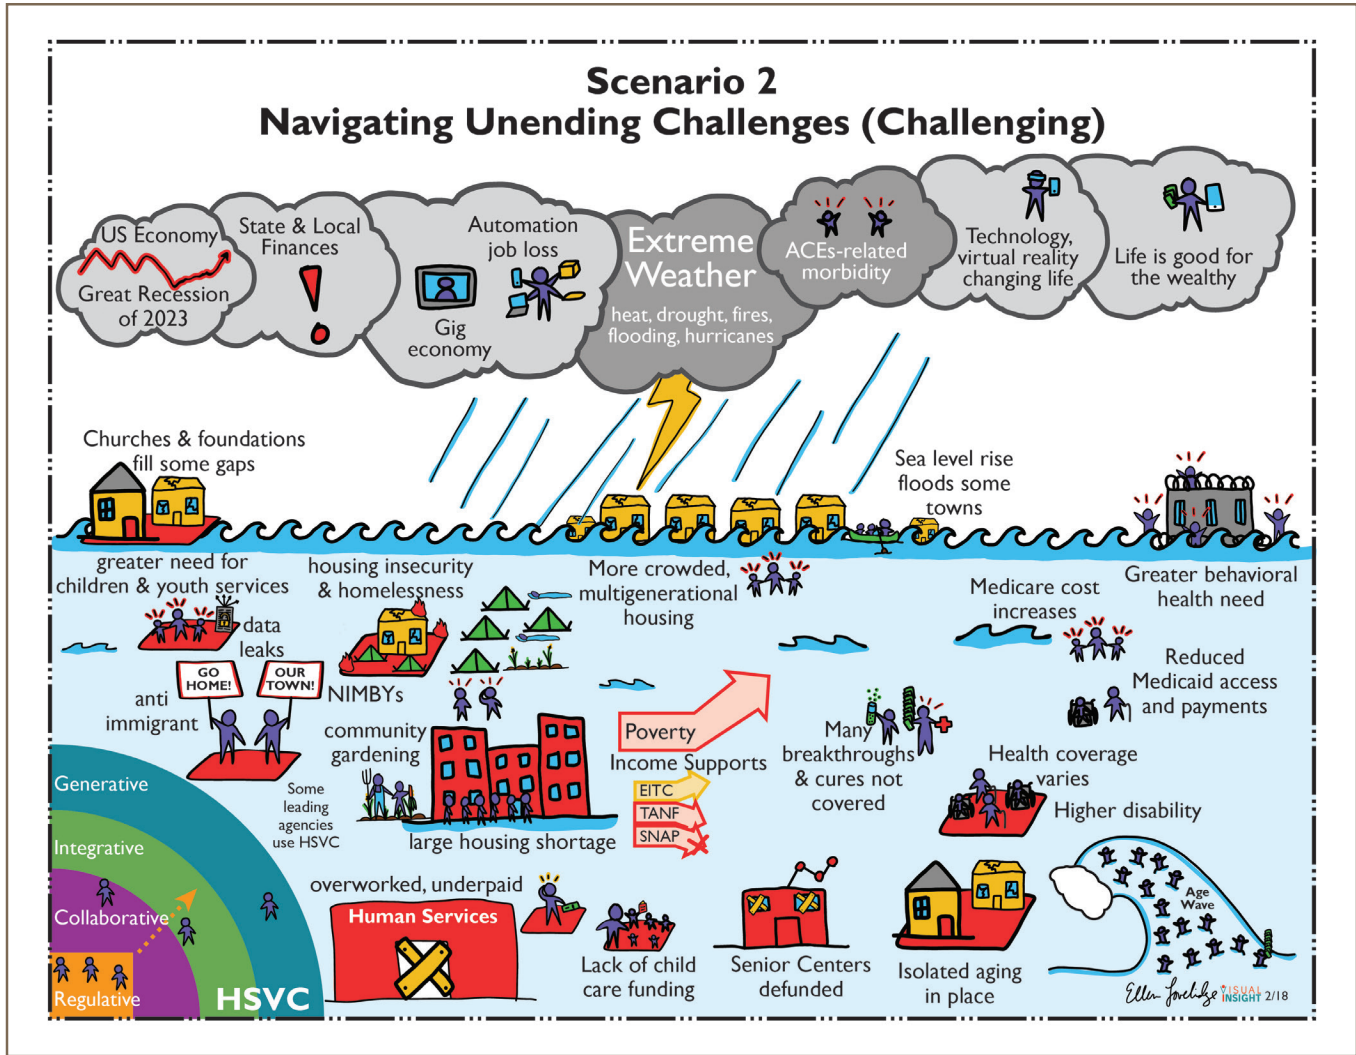 Scenario 2
Navigating Unending Challenges (Challenging)
US Economy
Great Recession
of 2023
State & Local
Finances
Automation
job loss
Gig
economy
Extreme
Weather
heat, drought, fires,
flooding, hurricanes
ACEs-related
morbidity
Technology,
virtual reality
changing life
Life is good for
the wealthy
Churches & foundations
fill some gaps
Sea level rise
floods some
towns
greater need for
children & youth services
data
leaks
housing insecurity
& homelessness
More crowded,
multigenerational
housing
Medicare cost
increases
Greater behavioral
health need
GO
HOME!
OUR
TOWN!
anti
immigrant
NIMBYs
community
gardening
Some
leading
agencies
use HSVC
large housing shortage
Poverty
Income Supports
EITC
TANF
SNAP
Many
breakthroughs
& cures not
covered
Reduced
Medicaid access
and payments
Health coverage
varies
Higher disability
Generative
Integrative
Collaborative
Regulative
HSVC
overworked, underpaid
Human Services
Lack of child
care funding
Senior Centers
defunded
Isolated aging
in place
Age
Wave
Ellen Lovelidge
VISUAL
INSIGHT 2/18